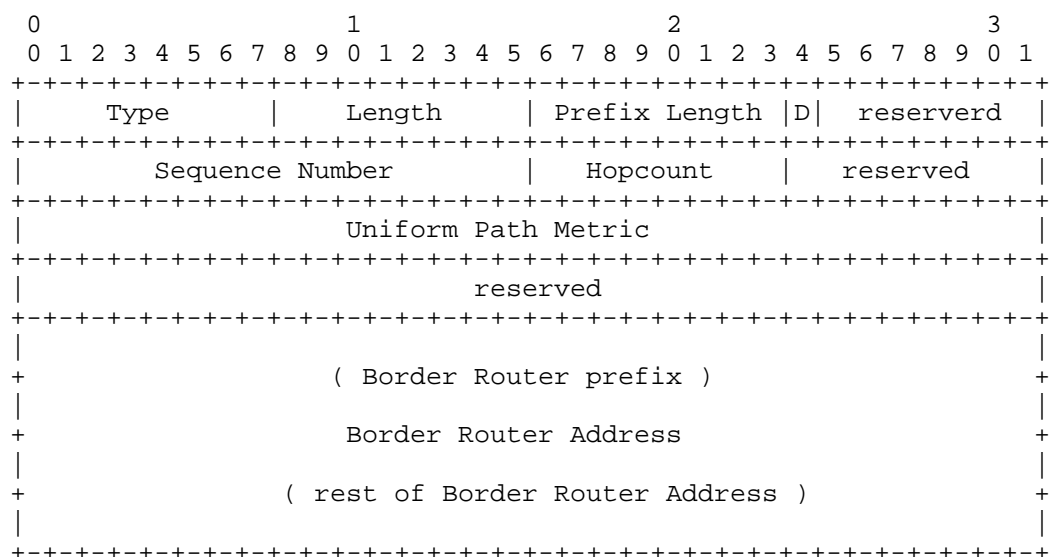 0                   1                   2                   3
 0 1 2 3 4 5 6 7 8 9 0 1 2 3 4 5 6 7 8 9 0 1 2 3 4 5 6 7 8 9 0 1
+-+-+-+-+-+-+-+-+-+-+-+-+-+-+-+-+-+-+-+-+-+-+-+-+-+-+-+-+-+-+-+-+
|     Type      |    Length     | Prefix Length |D|  reserverd  |
+-+-+-+-+-+-+-+-+-+-+-+-+-+-+-+-+-+-+-+-+-+-+-+-+-+-+-+-+-+-+-+-+
|        Sequence Number        |   Hopcount    |   reserved    |
+-+-+-+-+-+-+-+-+-+-+-+-+-+-+-+-+-+-+-+-+-+-+-+-+-+-+-+-+-+-+-+-+
|                    Uniform Path Metric                        |
+-+-+-+-+-+-+-+-+-+-+-+-+-+-+-+-+-+-+-+-+-+-+-+-+-+-+-+-+-+-+-+-+
|                            reserved                           |
+-+-+-+-+-+-+-+-+-+-+-+-+-+-+-+-+-+-+-+-+-+-+-+-+-+-+-+-+-+-+-+-+
|                                                               |
+                   ( Border Router prefix )                    +
|                                                               |
+                    Border Router Address                      +
|                                                               |
+                ( rest of Border Router Address )              +
|                                                               |
+-+-+-+-+-+-+-+-+-+-+-+-+-+-+-+-+-+-+-+-+-+-+-+-+-+-+-+-+-+-+-+-+